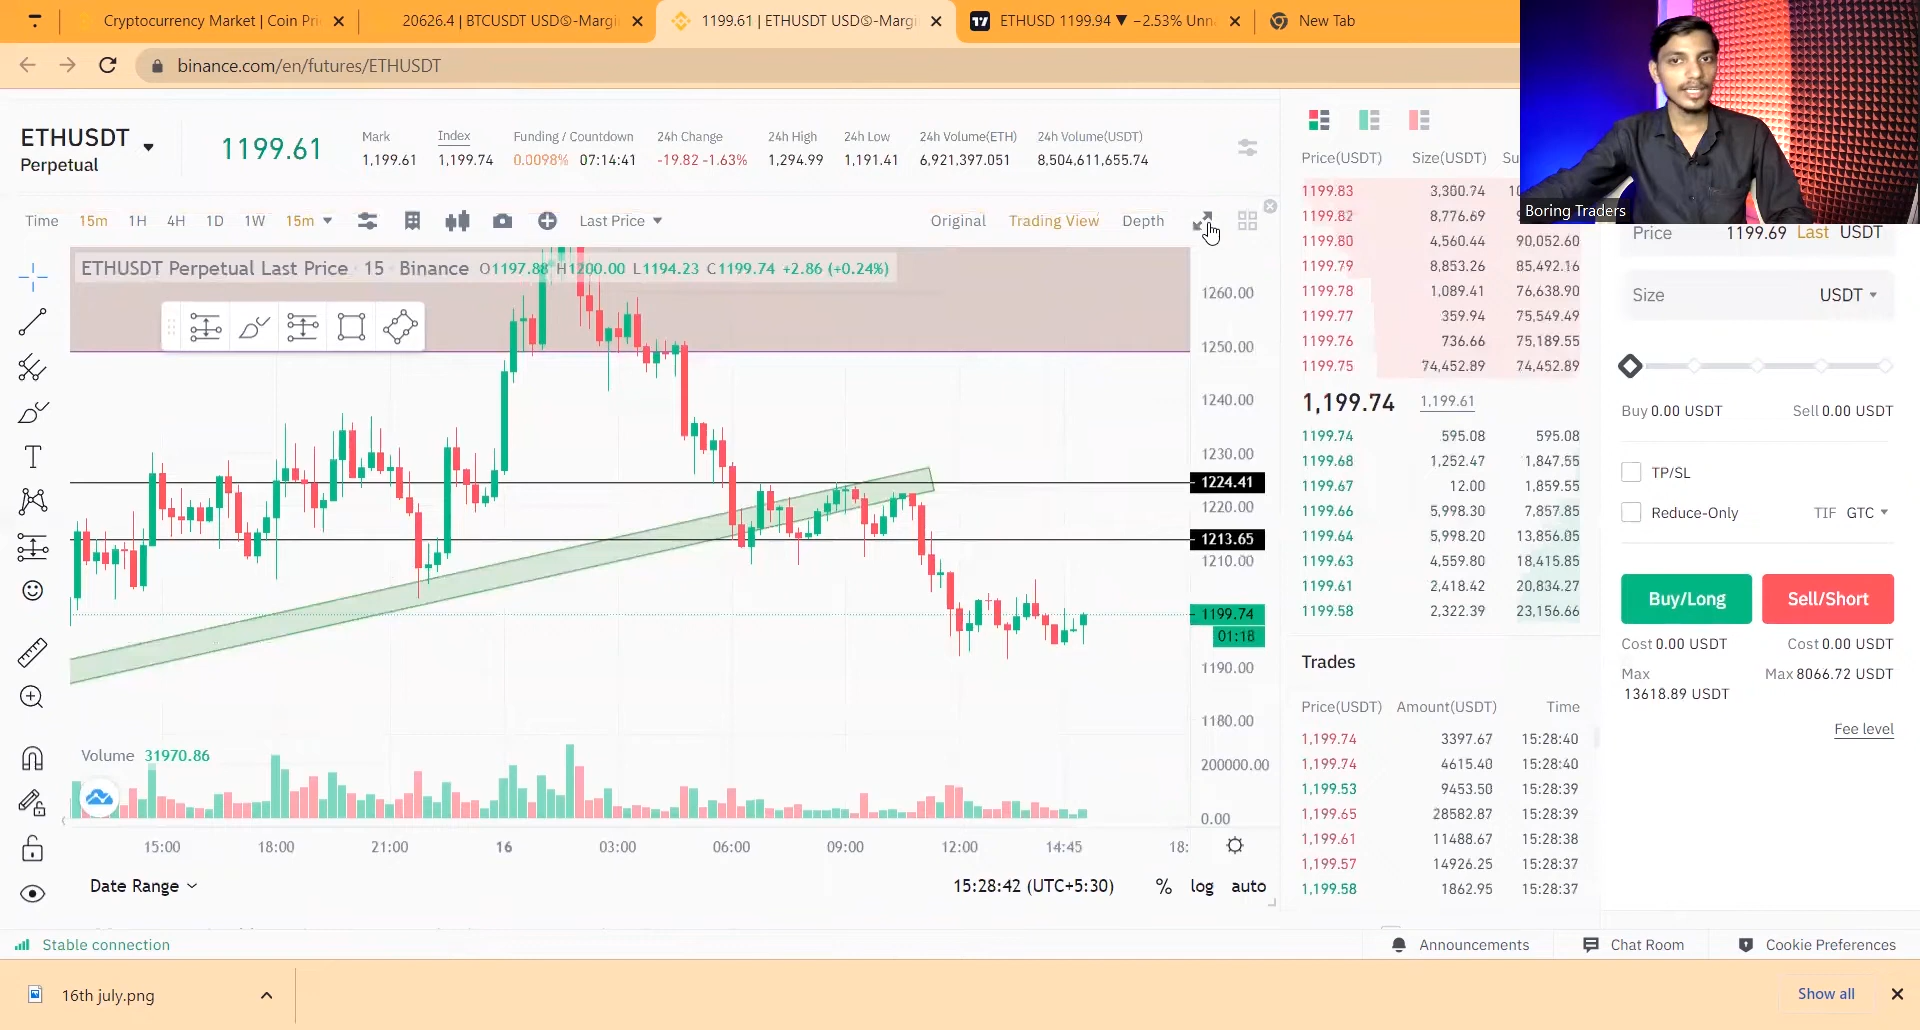 Cryptocurrency Market | Coin Pri
20626.4 | BTCUSDT USDⓈ-Margi
1199.61 | ETHUSDT USDⓈ-Margi
ETHUSD 1199.94 ▼ −2.53% Unn
New Tab
binance.com/en/futures/ETHUSDT
ETHUSDT
Perpetual
1199.61
Mark
1,199.61
Index
1,199.74
Funding / Countdown
0.0098% 07:14:41
24h Change
-19.82 -1.63%
24h High
1,294.99
24h Low
1,191.41
24h Volume(ETH)
6,921,397.051
24h Volume(USDT)
8,504,611,655.74
Time 15m 1H 4H 1D 1W 15m Last Price Original Trading View Depth
ETHUSDT Perpetual Last Price · 15 · Binance O1197.88 H1200.00 L1194.23 C1199.74 +2.86 (+0.24%)
1260.00
1250.00
1240.00
1230.00
1224.41
1220.00
1213.65
1210.00
1199.74
01:18
1190.00
1180.00
Volume 31970.86
200000.00
0.00
15:00 18:00 21:00 16 03:00 06:00 09:00 12:00 14:45 18:
Date Range
15:28:42 (UTC+5:30) % log auto
Price(USDT) Size(USDT) Su
1199.83 3,300.74 10
1199.82 8,776.69
1199.80 4,560.44 90,052.60
1199.79 8,853.26 85,492.16
1199.78 1,089.41 76,638.90
1199.77 359.94 75,549.49
1199.76 736.66 75,189.55
1199.75 74,452.89 74,452.89
1,199.74 1,199.61
1199.74 595.08 595.08
1199.68 1,252.47 1,847.55
1199.67 12.00 1,859.55
1199.66 5,998.30 7,857.85
1199.64 5,998.20 13,856.05
1199.63 4,559.80 18,415.85
1199.61 2,418.42 20,834.27
1199.58 2,322.39 23,156.66
Trades
Price(USDT) Amount(USDT) Time
1,199.74 3397.67 15:28:40
1,199.74 4615.40 15:28:40
1,199.53 9453.50 15:28:39
1,199.65 28582.87 15:28:39
1,199.61 11488.67 15:28:38
1,199.57 14926.25 15:28:37
1,199.58 1862.95 15:28:37
Boring Traders
Price 1199.69 Last USDT
Size USDT
Buy 0.00 USDT Sell 0.00 USDT
TP/SL
Reduce-Only TIF GTC
Buy/Long Sell/Short
Cost 0.00 USDT Cost 0.00 USDT
Max
13618.89 USDT
Max 8066.72 USDT
Fee level
Stable connection
Announcements Chat Room Cookie Preferences
16th july.png
Show all